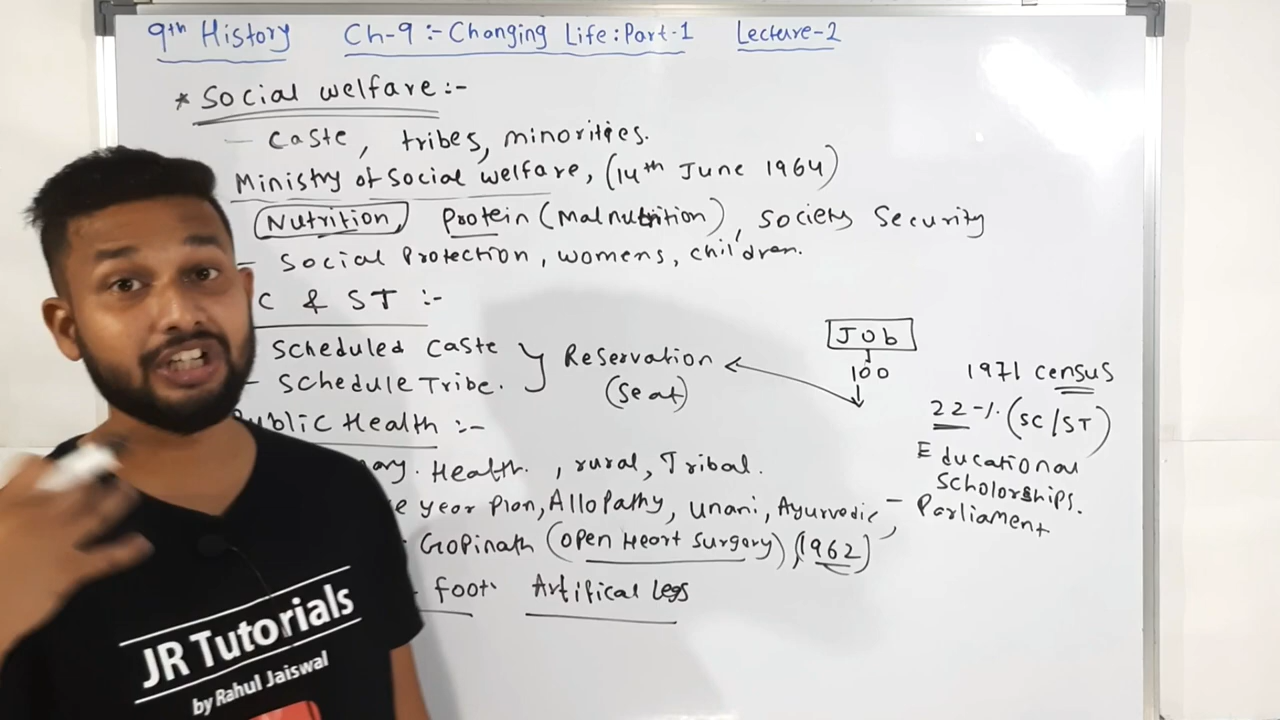 9th History Ch-9:- Changing Life: Part-1 Lecture-2
* Social welfare:-
- Caste, tribes, minorities.
Ministry of Social welfare, (14th June 1964)
Nutrition, Protein (Malnutrition), Society Security
- Social Protection, womens, children.
C & ST :-
Scheduled Caste
- Schedule Tribe.
Reservation
(Seat)
Job
100
1971 census
22-%. (SC/ST)
Educational
Scholorships.
Parliament
ublic Health :-
ary. Health. , rural, Tribal.
e year Plan, Allopathy, Unani, Ayurvedic,
Gopinath (open Heart Surgery) (1962)
foot. Artifical legs
JR Tutorials
by Rahul Jaiswal